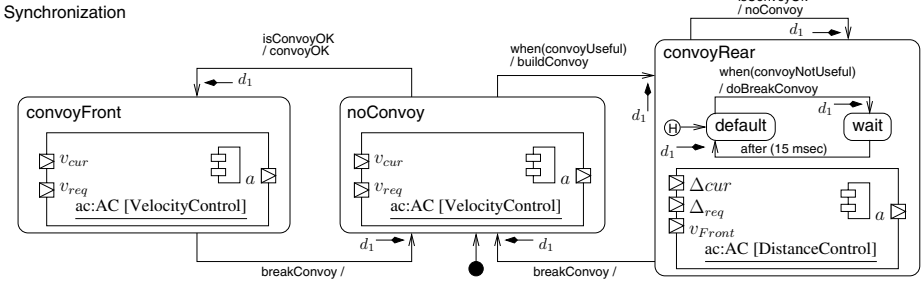 Synchronization
/ noConvoy
d1
isConvoyOK
/ convoyOK
d1
when(convoyUseful)
/ buildConvoy
d1
convoyFront
vcur
vreq
a
ac:AC [VelocityControl]
noConvoy
vcur
vreq
a
ac:AC [VelocityControl]
convoyRear
when(convoyNotUseful)
/ doBreakConvoy
d1
H
default
wait
d1
after (15 msec)
Δcur
Δreq
vFront
a
ac:AC [DistanceControl]
d1
d1
breakConvoy /
breakConvoy /